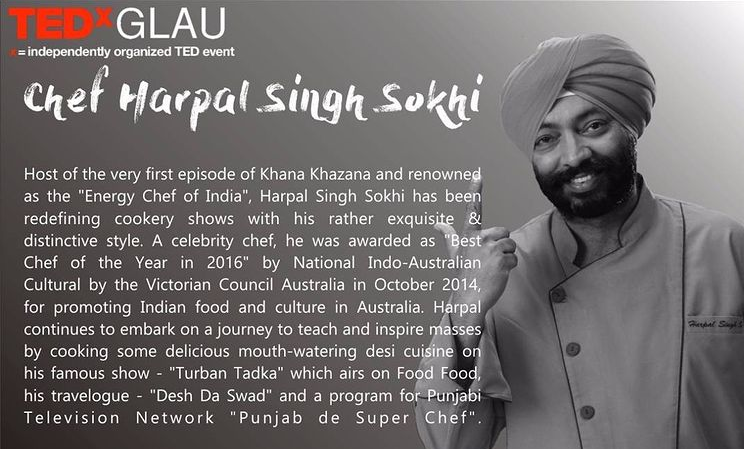 TEDxGLAU
x = independently organized TED event
Chef Harpal Singh Sokhi
Host of the very first episode of Khana Khazana and renowned
as the "Energy Chef of India", Harpal Singh Sokhi has been
redefining cookery shows with his rather exquisite &
distinctive style. A celebrity chef, he was awarded as "Best
Chef of the Year in 2016" by National Indo-Australian
Cultural by the Victorian Council Australia in October 2014,
for promoting Indian food and culture in Australia. Harpal
continues to embark on a journey to teach and inspire masses
by cooking some delicious mouth-watering desi cuisine on
his famous show - "Turban Tadka" which airs on Food Food,
his travelogue - "Desh Da Swad" and a program for Punjabi
Television Network "Punjab de Super Chef".
Harpal Singh